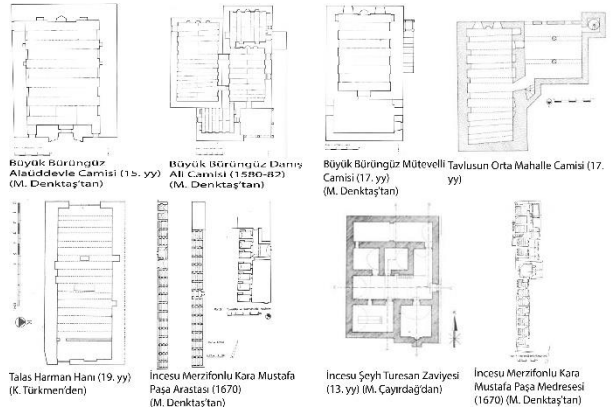 Büyük Bürüngüz
Alaüddevle Camisi (15. yy)
(M. Denktaş'tan)
Büyük Bürüngüz Danış
Ali Camisi (1580-82)
(M. Denktaş'tan)
Büyük Bürüngüz Mütevelli
Camisi (17. yy)
(M. Denktaş'tan)
Tavlusun Orta Mahalle Camisi (17.
yy)
Talas Harman Hanı (19. yy)
(K. Türkmen'den)
İncesu Merzifonlu Kara Mustafa
Paşa Arastası (1670)
(M. Denktaş'tan)
İncesu Şeyh Turesan Zaviyesi
(13. yy) (M. Çayırdağ'dan)
İncesu Merzifonlu Kara
Mustafa Paşa Medresesi
(1670) (M. Denktaş'tan)